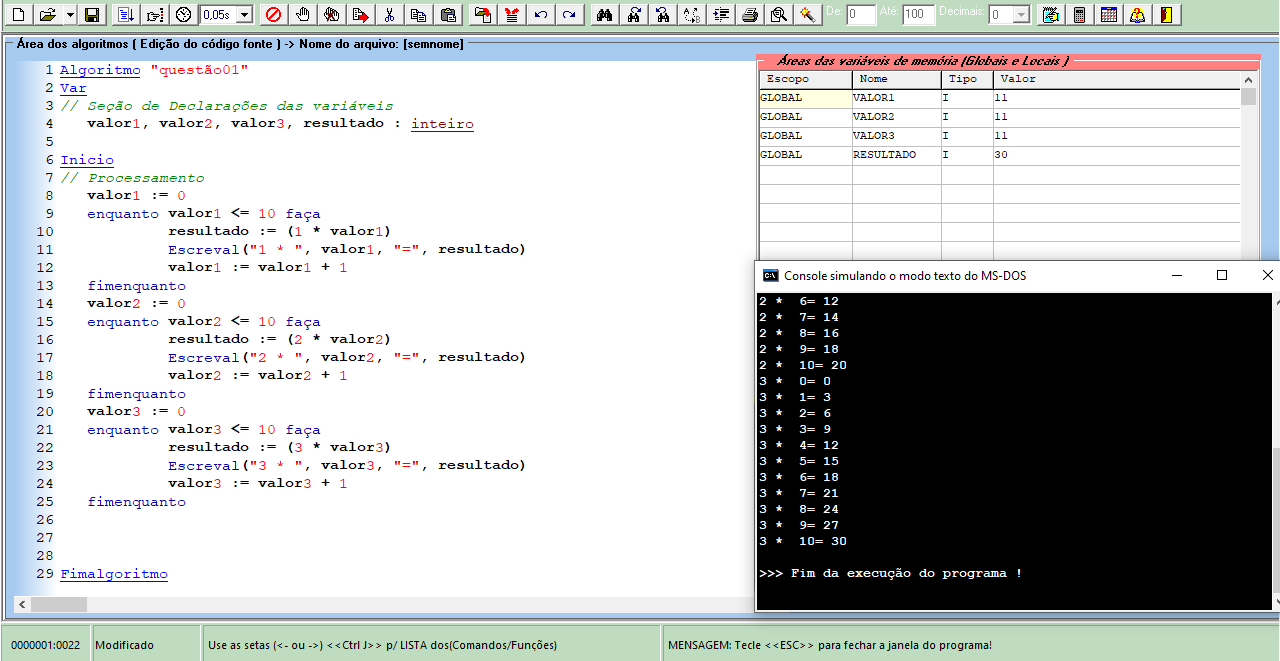 0,05s De: 0 Até: 100 Decimais: 0
Área dos algoritmos ( Edição do código fonte ) -> Nome do arquivo: [semnome]
1 Algoritmo "questão01"
2 Var
3 // Seção de Declarações das variáveis
4 valor1, valor2, valor3, resultado : inteiro
5
6 Inicio
7 // Processamento
8 valor1 := 0
9 enquanto valor1 <= 10 faça
10 resultado := (1 * valor1)
11 Escreval("1 * ", valor1, "=", resultado)
12 valor1 := valor1 + 1
13 fimenquanto
14 valor2 := 0
15 enquanto valor2 <= 10 faça
16 resultado := (2 * valor2)
17 Escreval("2 * ", valor2, "=", resultado)
18 valor2 := valor2 + 1
19 fimenquanto
20 valor3 := 0
21 enquanto valor3 <= 10 faça
22 resultado := (3 * valor3)
23 Escreval("3 * ", valor3, "=", resultado)
24 valor3 := valor3 + 1
25 fimenquanto
26
27
28
29 Fimalgoritmo
Áreas das variáveis de memória (Globais e Locais )
Escopo Nome Tipo Valor
GLOBAL VALOR1 I 11
GLOBAL VALOR2 I 11
GLOBAL VALOR3 I 11
GLOBAL RESULTADO I 30
Console simulando o modo texto do MS-DOS
2 *  6= 12
2 *  7= 14
2 *  8= 16
2 *  9= 18
2 *  10= 20
3 *  0= 0
3 *  1= 3
3 *  2= 6
3 *  3= 9
3 *  4= 12
3 *  5= 15
3 *  6= 18
3 *  7= 21
3 *  8= 24
3 *  9= 27
3 *  10= 30
>>> Fim da execução do programa !
0000001:0022 Modificado Use as setas (<- ou ->) <<Ctrl J>> p/ LISTA dos(Comandos/Funções) MENSAGEM: Tecle <<ESC>> para fechar a janela do programa!